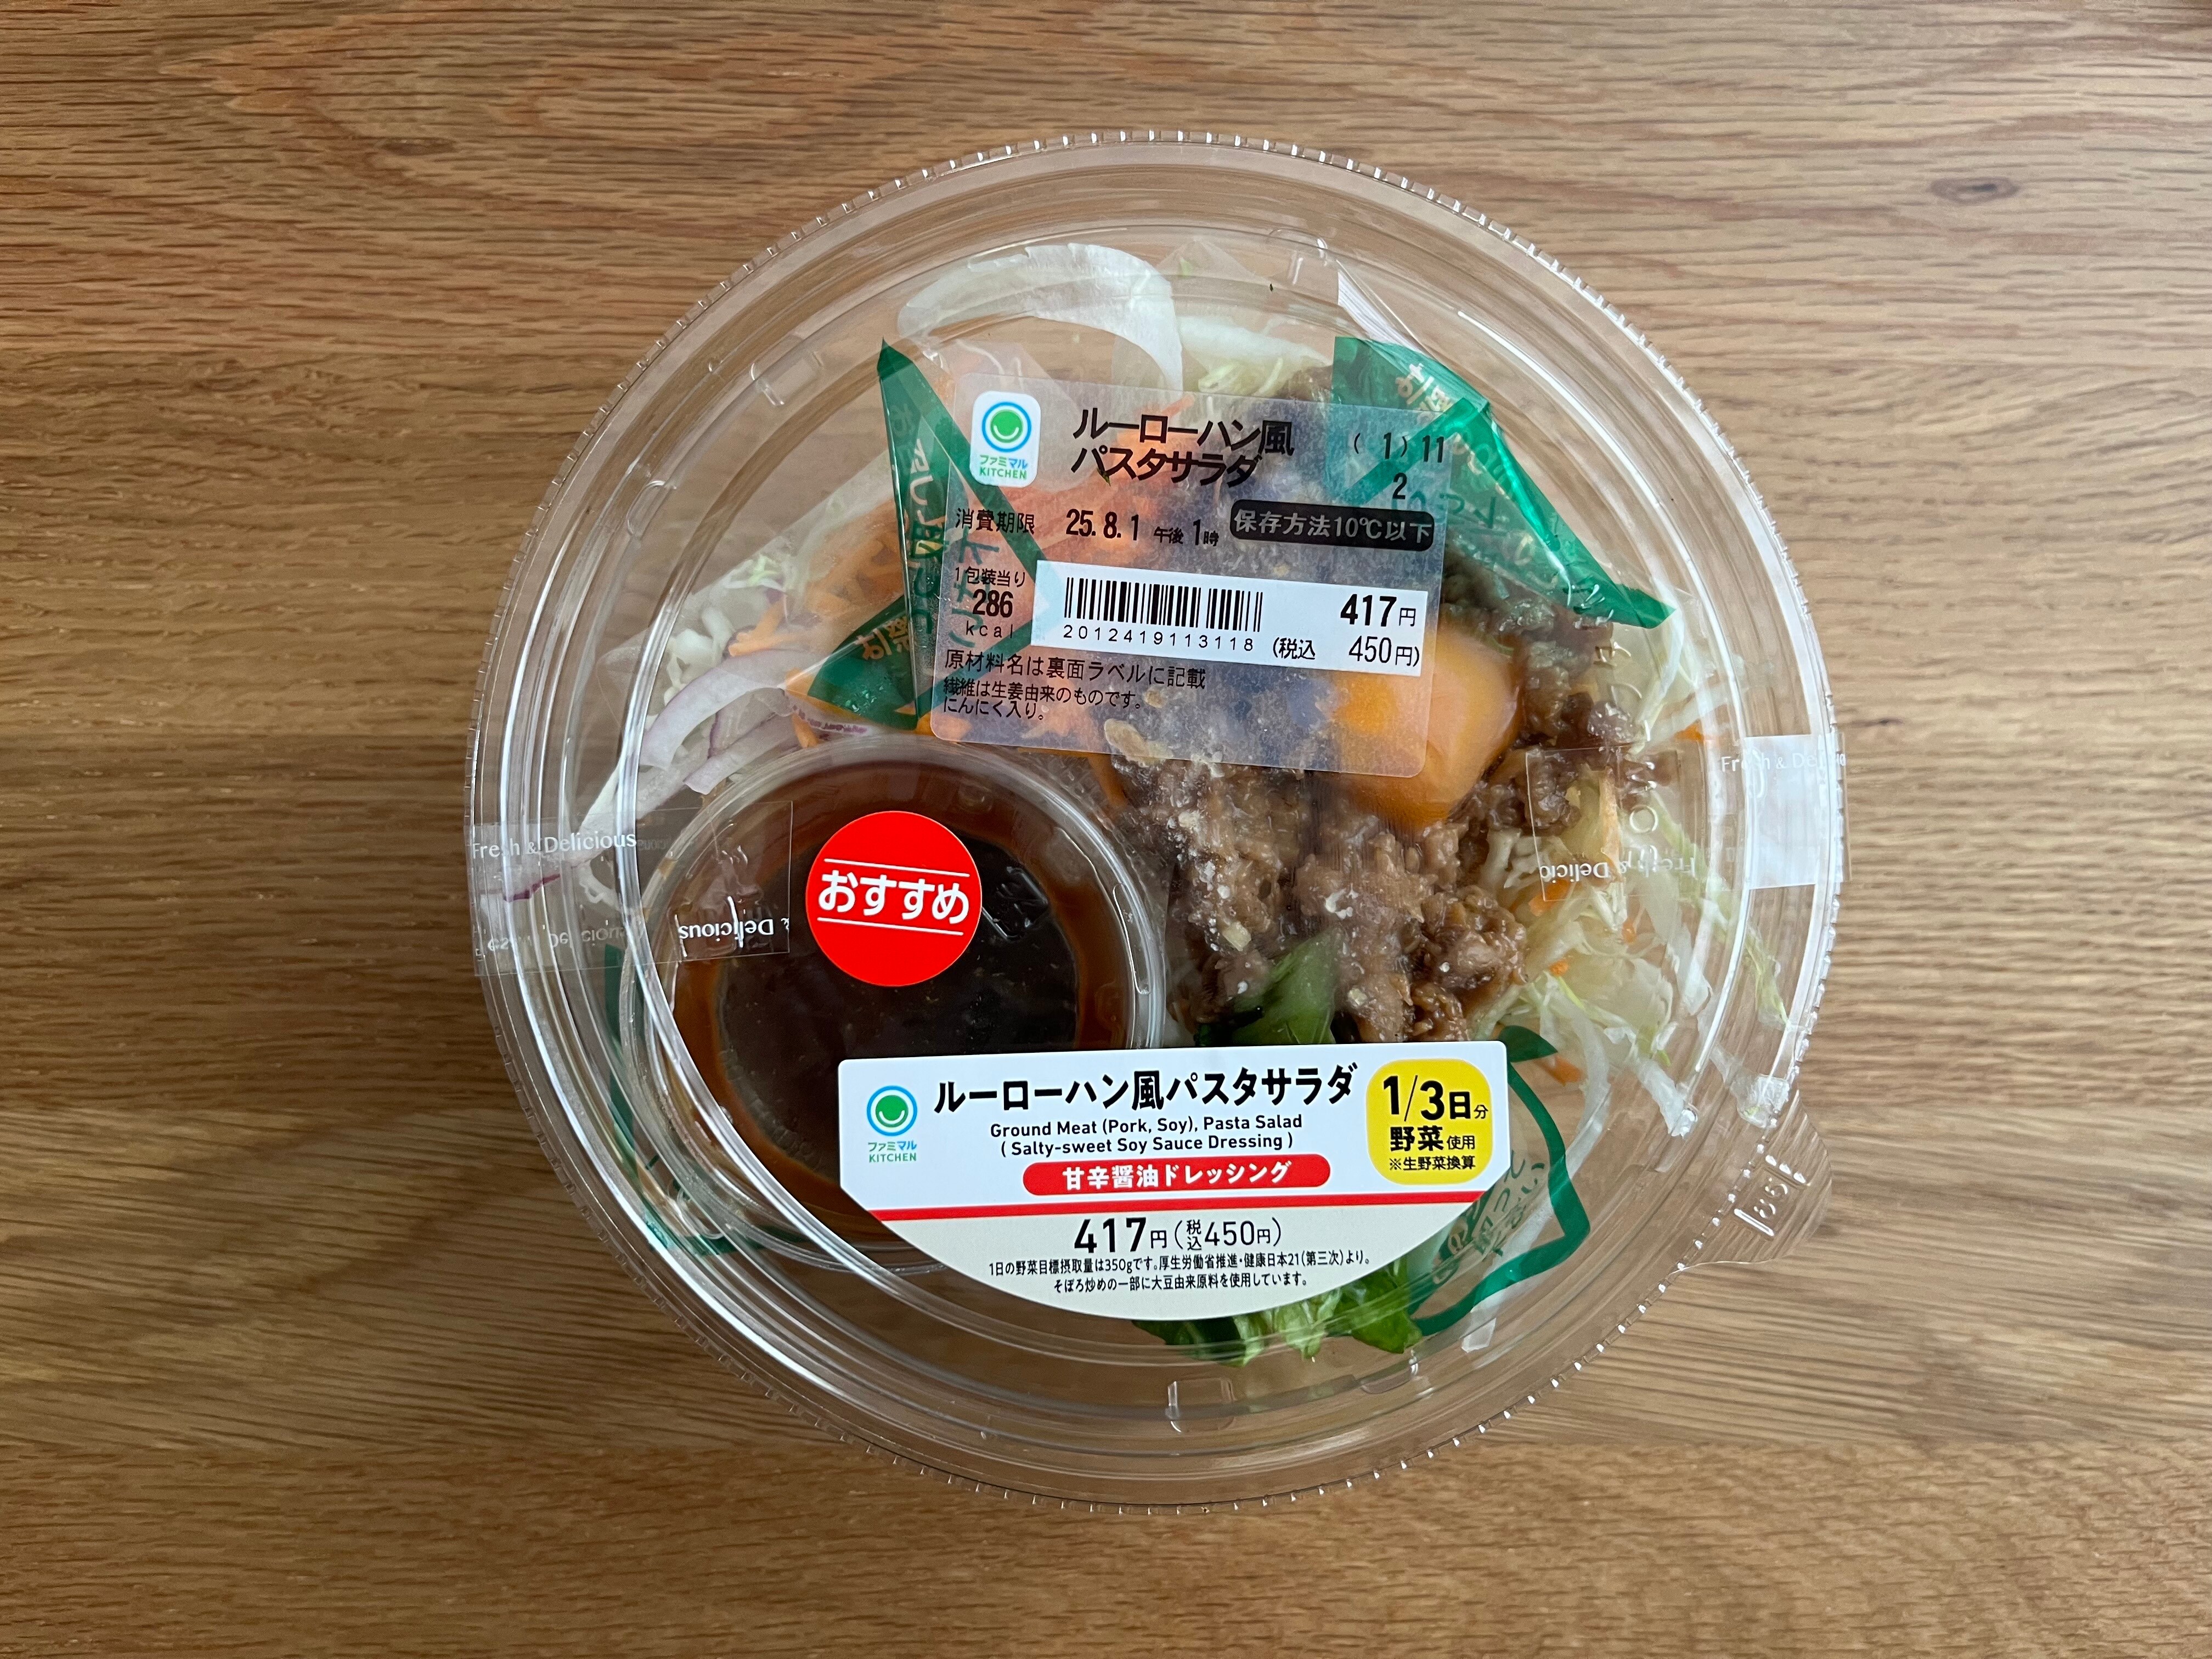 ファミマル
KITCHEN
ルーローハン風
パスタサラダ
( 1) 11
2
消費期限 25.8.1 午後 1時
保存方法10℃以下
1包装当り
286
kcal
2012419113118
417円
(税込 450円)
原材料名は裏面ラベルに記載
繊維は生姜由来のものです。
にんにく入り。
Fresh & Delicious
Fresh & Delicious
& Delicious
おすすめ
ファミマル
KITCHEN
ルーローハン風パスタサラダ
Ground Meat (Pork, Soy), Pasta Salad
( Salty-sweet Soy Sauce Dressing )
甘辛醤油ドレッシング
1/3日分
野菜使用
※生野菜換算
417円(税込450円)
1日の野菜目標摂取量は350gです。厚生労働省推進・健康日本21(第三次)より。
そぼろ炒めの一部に大豆由来原料を使用しています。